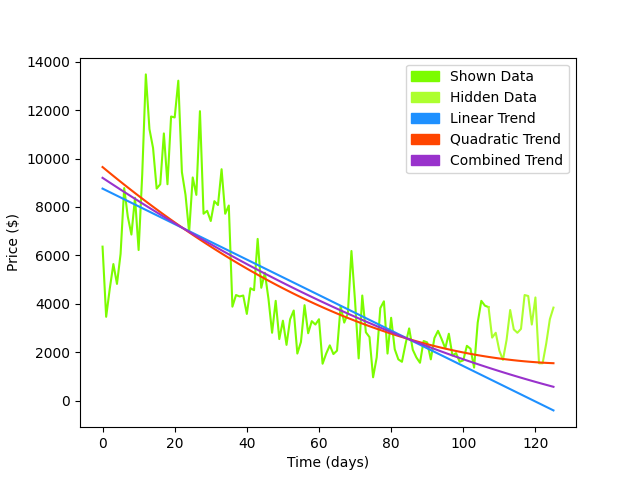 14000
12000
10000
8000
6000
4000
2000
0
Price ($)
Shown Data
Hidden Data
Linear Trend
Quadratic Trend
Combined Trend
0 20 40 60 80 100 120
Time (days)